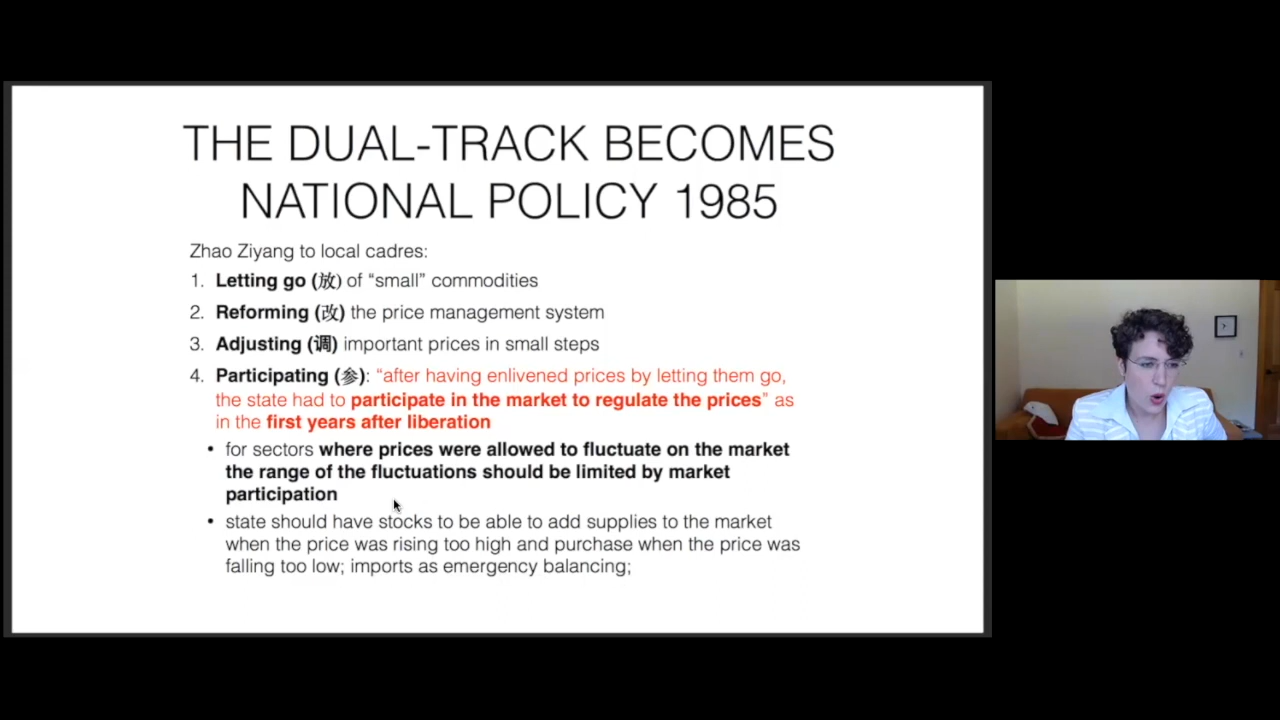 THE DUAL-TRACK BECOMES
NATIONAL POLICY 1985
Zhao Ziyang to local cadres:
1. Letting go (放) of “small” commodities
2. Reforming (改) the price management system
3. Adjusting (调) important prices in small steps
4. Participating (参): “after having enlivened prices by letting them go,
the state had to participate in the market to regulate the prices” as
in the first years after liberation
• for sectors where prices were allowed to fluctuate on the market
the range of the fluctuations should be limited by market
participation
• state should have stocks to be able to add supplies to the market
when the price was rising too high and purchase when the price was
falling too low; imports as emergency balancing;